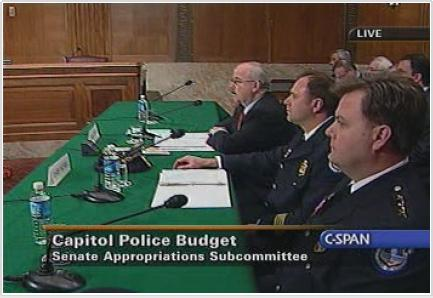 LIVE
Capitol Police Budget
C-SPAN
Senate Appropriations Subcommittee